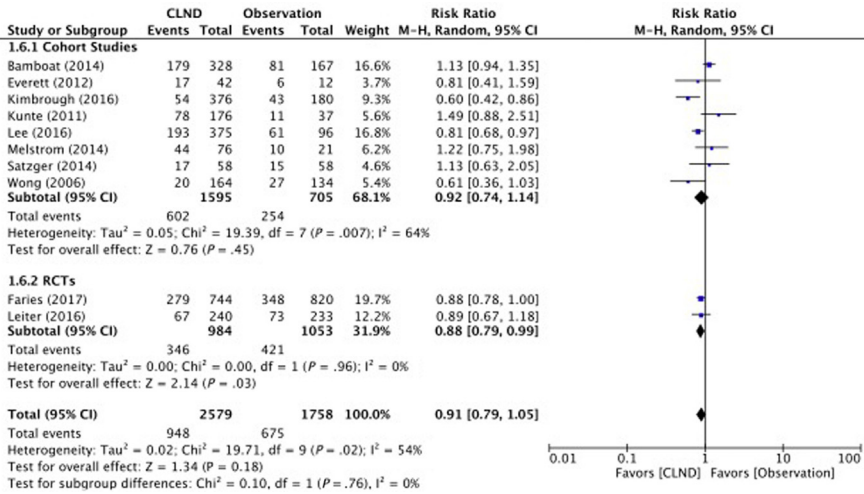 CLND Observation Risk Ratio Risk Ratio
Study or Subgroup Events Total Events Total Weight M-H, Random, 95% CI M-H, Random, 95% CI
1.6.1 Cohort Studies
Bamboat (2014) 179 328 81 167 16.6% 1.13 [0.94, 1.35]
Everett (2012) 17 42 6 12 3.7% 0.81 [0.41, 1.59]
Kimbrough (2016) 54 376 43 180 9.3% 0.60 [0.42, 0.86]
Kunte (2011) 78 176 11 37 5.6% 1.49 [0.88, 2.51]
Lee (2016) 193 375 61 96 16.8% 0.81 [0.68, 0.97]
Melstrom (2014) 44 76 10 21 6.2% 1.22 [0.75, 1.98]
Satzger (2014) 17 58 15 58 4.6% 1.13 [0.63, 2.05]
Wong (2006) 20 164 27 134 5.4% 0.61 [0.36, 1.03]
Subtotal (95% CI) 1595 705 68.1% 0.92 [0.74, 1.14]
Total events 602 254
Heterogeneity: Tau² = 0.05; Chi² = 19.39, df = 7 (P = .007); I² = 64%
Test for overall effect: Z = 0.76 (P = .45)
1.6.2 RCTs
Faries (2017) 279 744 348 820 19.7% 0.88 [0.78, 1.00]
Leiter (2016) 67 240 73 233 12.2% 0.89 [0.67, 1.18]
Subtotal (95% CI) 984 1053 31.9% 0.88 [0.79, 0.99]
Total events 346 421
Heterogeneity: Tau² = 0.00; Chi² = 0.00, df = 1 (P = .96); I² = 0%
Test for overall effect: Z = 2.14 (P = .03)
Total (95% CI) 2579 1758 100.0% 0.91 [0.79, 1.05]
Total events 948 675
Heterogeneity: Tau² = 0.02; Chi² = 19.71, df = 9 (P = .02); I² = 54%
Test for overall effect: Z = 1.34 (P = 0.18)
Test for subgroup differences: Chi² = 0.10, df = 1 (P = .76), I² = 0%
0.01 0.1 1 10 100
Favors [CLND] Favors [Observation]